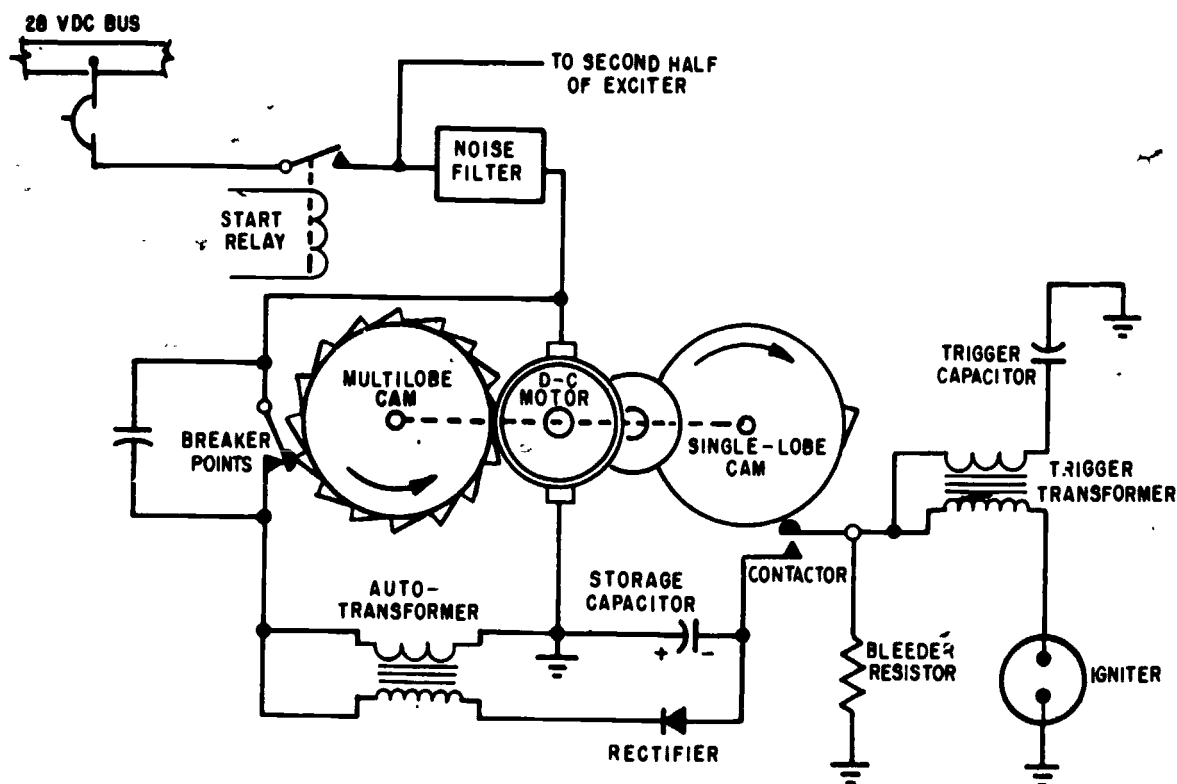 28 VDC BUS
TO SECOND HALF
OF EXCITER
NOISE
FILTER
START
RELAY
TRIGGER
CAPACITOR
MULTILOBE
CAM
D-C
MOTOR
BREAKER
POINTS
SINGLE-LOBE
CAM
TRIGGER
TRANSFORMER
AUTO-
TRANSFORMER
STORAGE
CAPACITOR
+ -
CONTACTOR
BLEEDER
RESISTOR
IGNITER
RECTIFIER